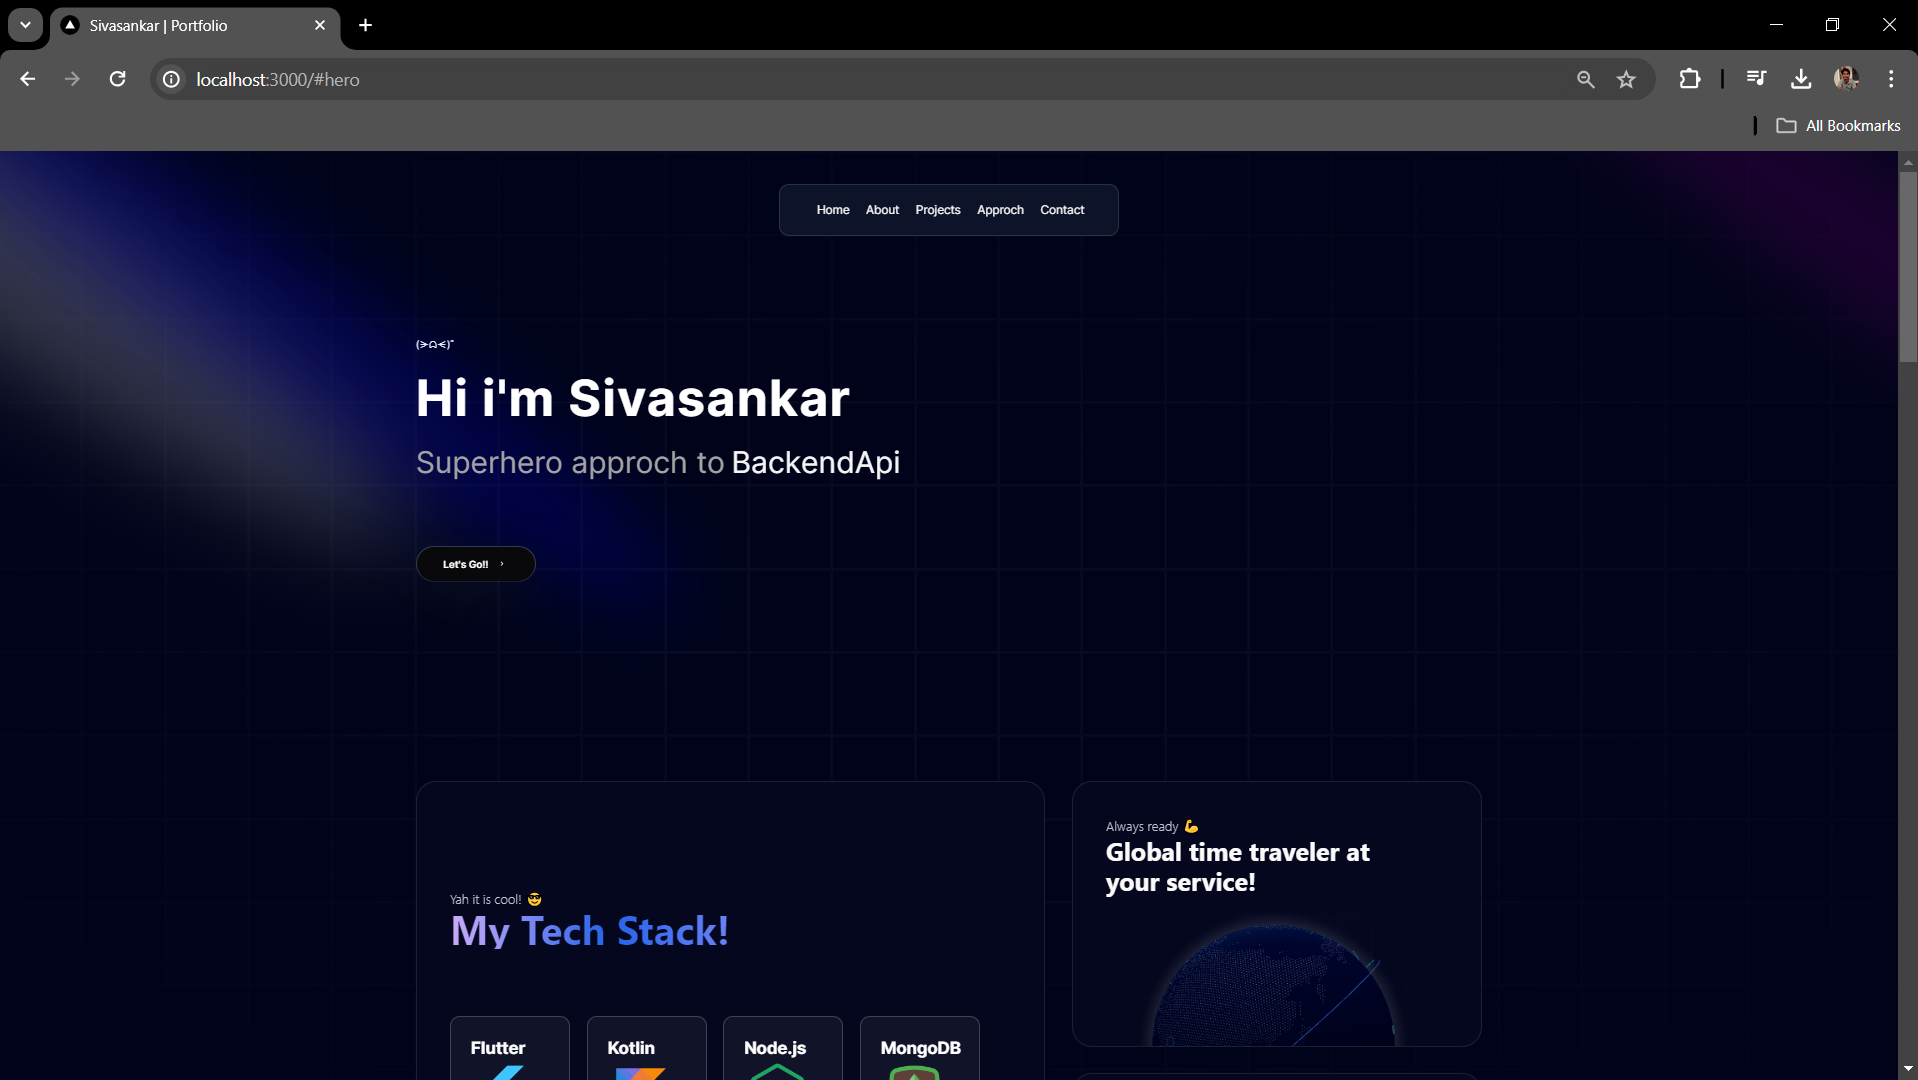 Sivasankar | Portfolio
localhost:3000/#hero
All Bookmarks
Home About Projects Approch Contact
(>ᗝ<)"
Hi i'm Sivasankar
Superhero approch to BackendApi
Let's Go!! ›
Always ready 💪
Global time traveler at
your service!
Yah it is cool! 😎
My Tech Stack!
Flutter Kotlin Node.js MongoDB